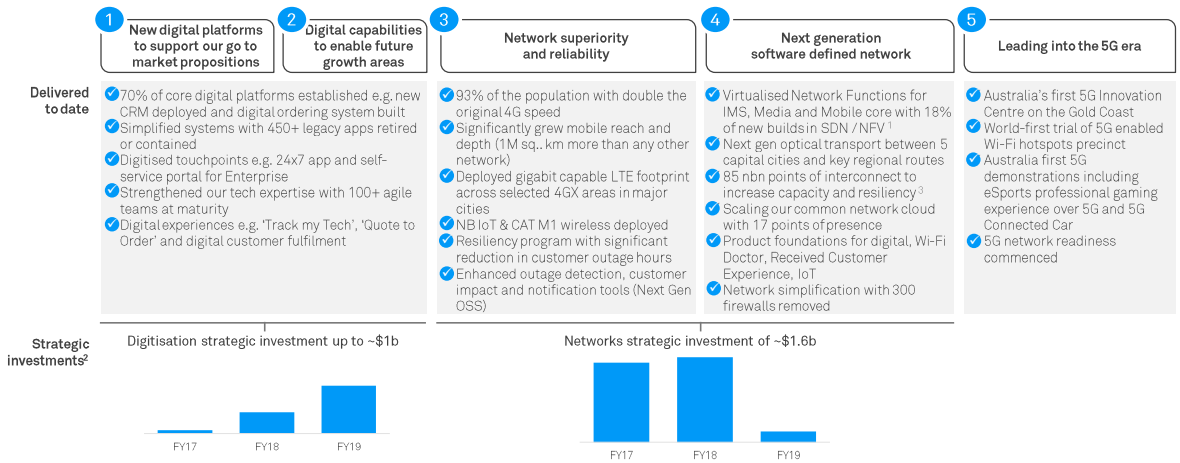 1
New digital platforms
to support our go to
market propositions
2
Digital capabilities
to enable future
growth areas
3
Network superiority
and reliability
4
Next generation
software defined network
5
Leading into the 5G era
Delivered
to date
70% of core digital platforms established e.g. new
CRM deployed and digital ordering system built
Simplified systems with 450+ legacy apps retired
or contained
Digitised touchpoints e.g. 24x7 app and self-
service portal for Enterprise
Strengthened our tech expertise with 100+ agile
teams at maturity
Digital experiences e.g. ‘Track my Tech’, ‘Quote to
Order’ and digital customer fulfilment
93% of the population with double the
original 4G speed
Significantly grew mobile reach and
depth (1M sq.. km more than any other
network)
Deployed gigabit capable LTE footprint
across selected 4GX areas in major
cities
NB IoT & CAT M1 wireless deployed
Resiliency program with significant
reduction in customer outage hours
Enhanced outage detection, customer
impact and notification tools (Next Gen
OSS)
Virtualised Network Functions for
IMS, Media and Mobile core with 18%
of new builds in SDN /NFV 1
Next gen optical transport between 5
capital cities and key regional routes
85 nbn points of interconnect to
increase capacity and resiliency 3
Scaling our common network cloud
with 17 points of presence
Product foundations for digital, Wi-Fi
Doctor, Received Customer
Experience, IoT
Network simplification with 300
firewalls removed
Australia’s first 5G Innovation
Centre on the Gold Coast
World-first trial of 5G enabled
Wi-Fi hotspots precinct
Australia first 5G
demonstrations including
eSports professional gaming
experience over 5G and 5G
Connected Car
5G network readiness
commenced
Strategic
investments2
Digitisation strategic investment up to ~$1b
FY17
FY18
FY19
Networks strategic investment of ~$1.6b
FY17
FY18
FY19